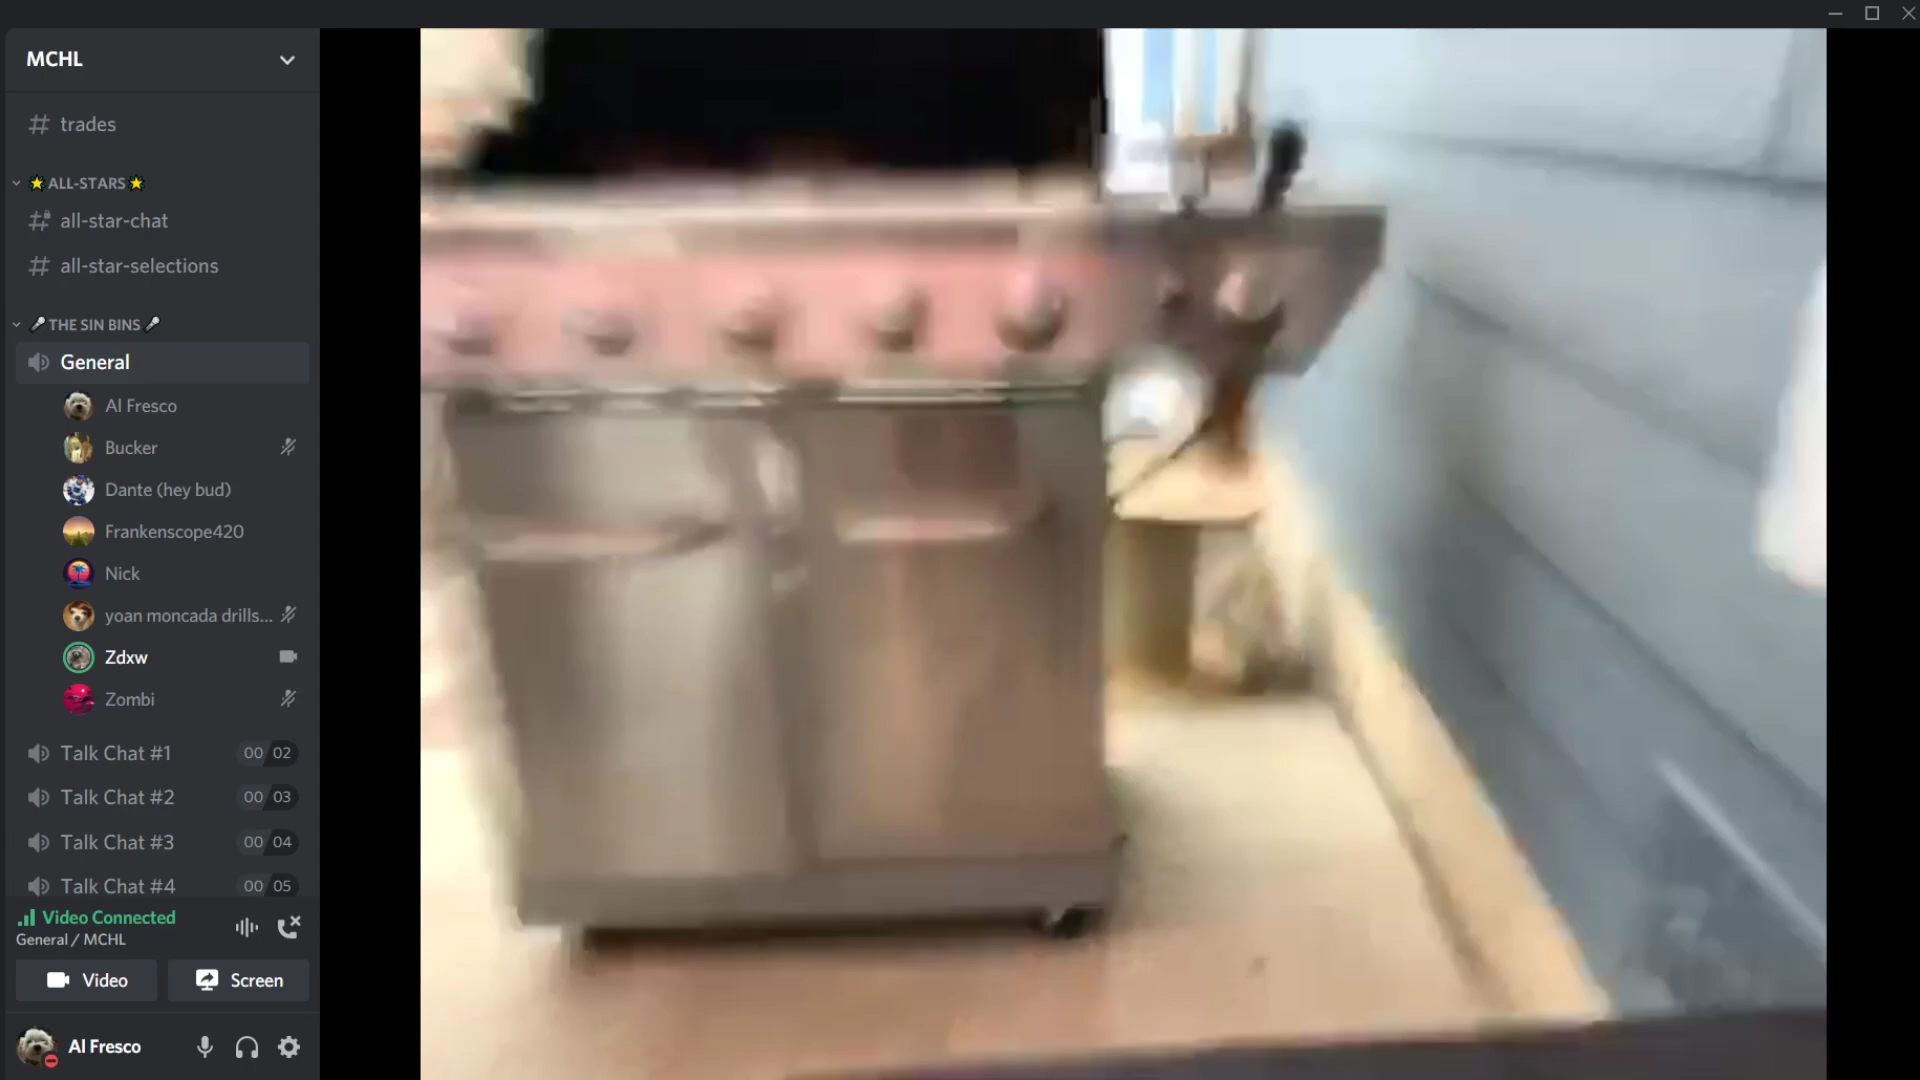 MCHL
trades
⭐ALL-STARS⭐
all-star-chat
all-star-selections
🎤THE SIN BINS🎤
General
Al Fresco
Bucker
Dante (hey bud)
Frankenscope420
Nick
yoan moncada drills...
Zdxw
Zombi
Talk Chat #1 00 02
Talk Chat #2 00 03
Talk Chat #3 00 04
Talk Chat #4 00 05
Video Connected
General / MCHL
Video Screen
Al Fresco